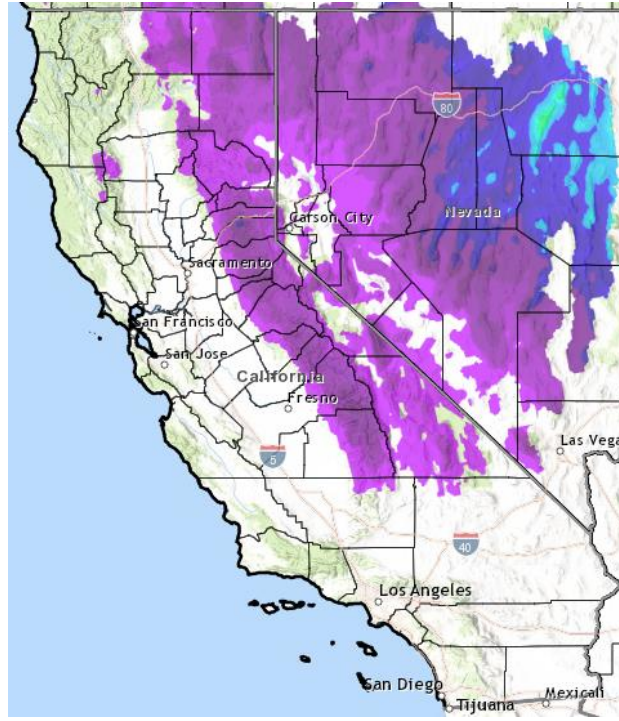 80
Nevada
Carson City
Sacramento
San Francisco
San Jose
California
Fresno
5
Las Vega
40
Los Angeles
San Diego
Tijuana
Mexicali